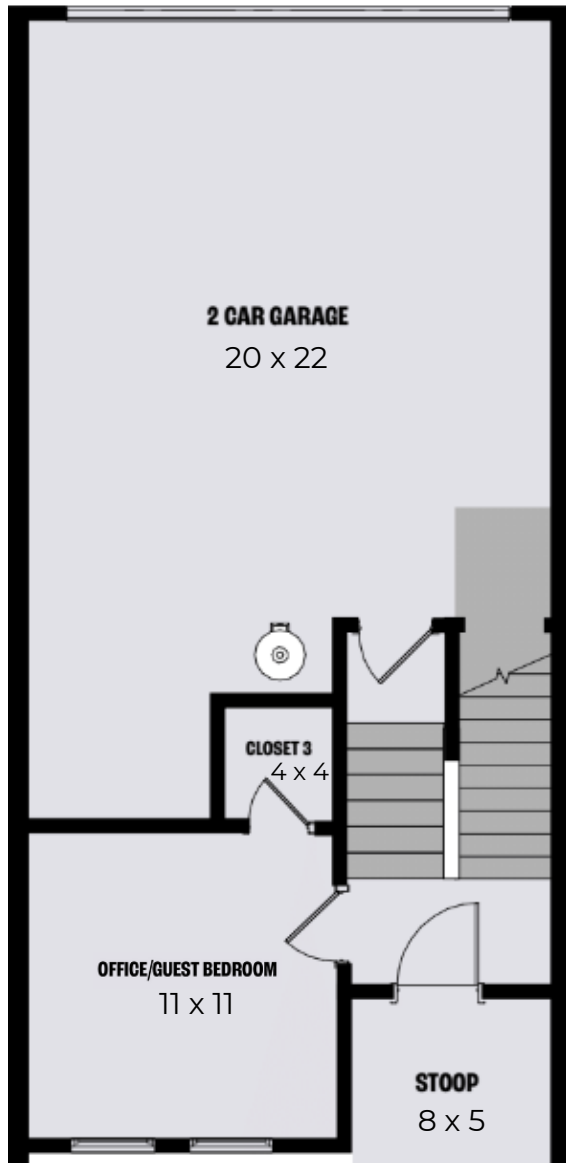 2 CAR GARAGE
20 x 22
CLOSET 3
4 x 4
OFFICE/GUEST BEDROOM
11 x 11
STOOP
8 x 5